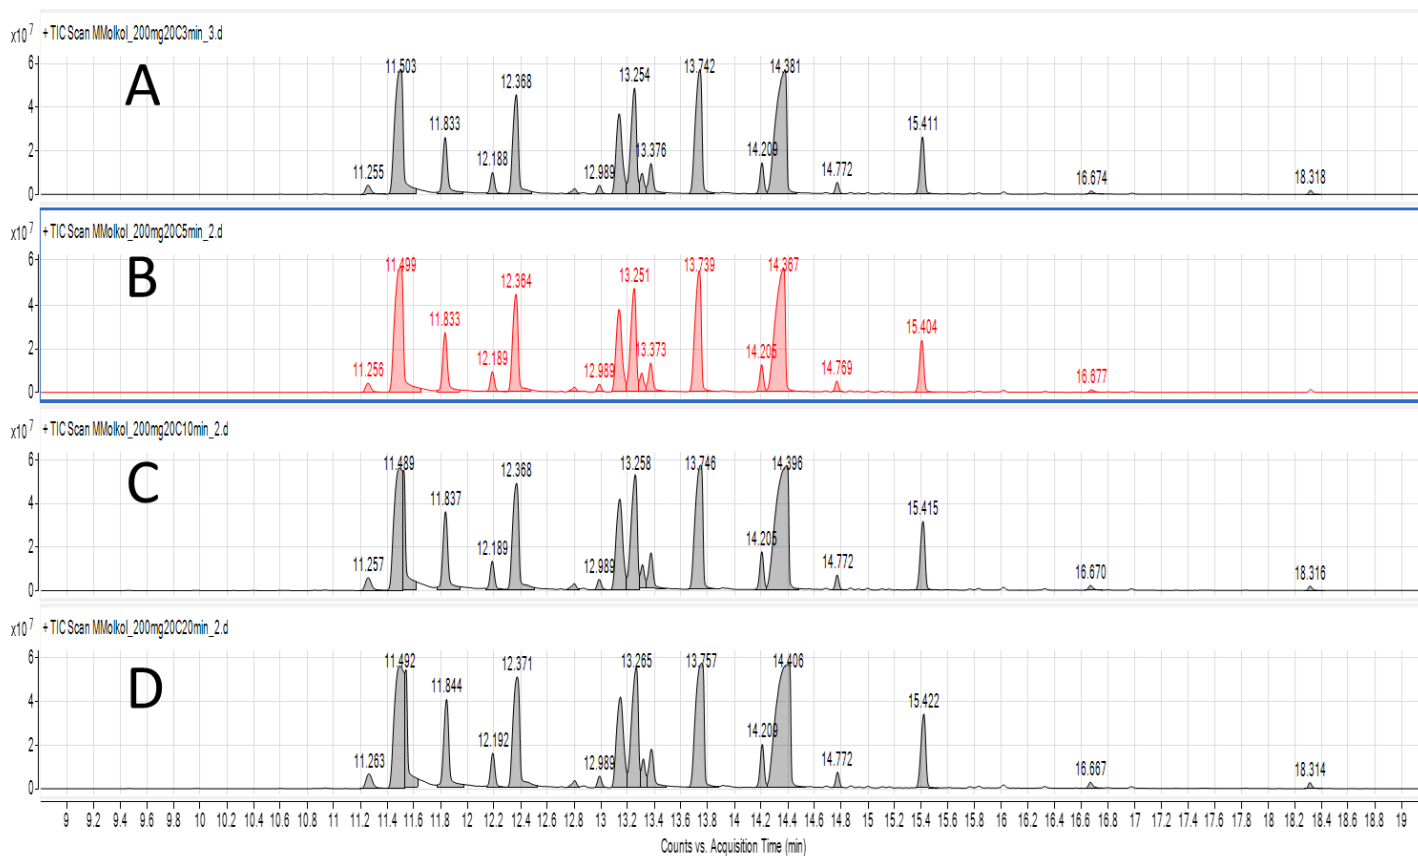 x10 7 + TIC Scan MMolkol_200mg20C3min_3.d
A
6
4
2
0
11.255 11.503 11.833 12.188 12.368 12.989 13.254 13.376 13.742 14.209 14.381 14.772 15.411 16.674 18.318
x10 7 + TIC Scan MMolkol_200mg20C5min_2.d
B
6
4
2
0
11.256 11.499 11.833 12.189 12.364 12.989 13.251 13.373 13.739 14.205 14.367 14.769 15.404 16.677
x10 7 + TIC Scan MMolkol_200mg20C10min_2.d
C
6
4
2
0
11.257 11.489 11.837 12.189 12.368 12.989 13.258 13.746 14.205 14.396 14.772 15.415 16.670 18.316
x10 7 + TIC Scan MMolkol_200mg20C20min_2.d
D
6
4
2
0
11.263 11.492 11.844 12.192 12.371 12.989 13.265 13.757 14.209 14.406 14.772 15.422 16.667 18.314
9 9.2 9.4 9.6 9.8 10 10.2 10.4 10.6 10.8 11 11.2 11.4 11.6 11.8 12 12.2 12.4 12.6 12.8 13 13.2 13.4 13.6 13.8 14 14.2 14.4 14.6 14.8 15 15.2 15.4 15.6 15.8 16 16.2 16.4 16.6 16.8 17 17.2 17.4 17.6 17.8 18 18.2 18.4 18.6 18.8 19
Counts vs. Acquisition Time (min)